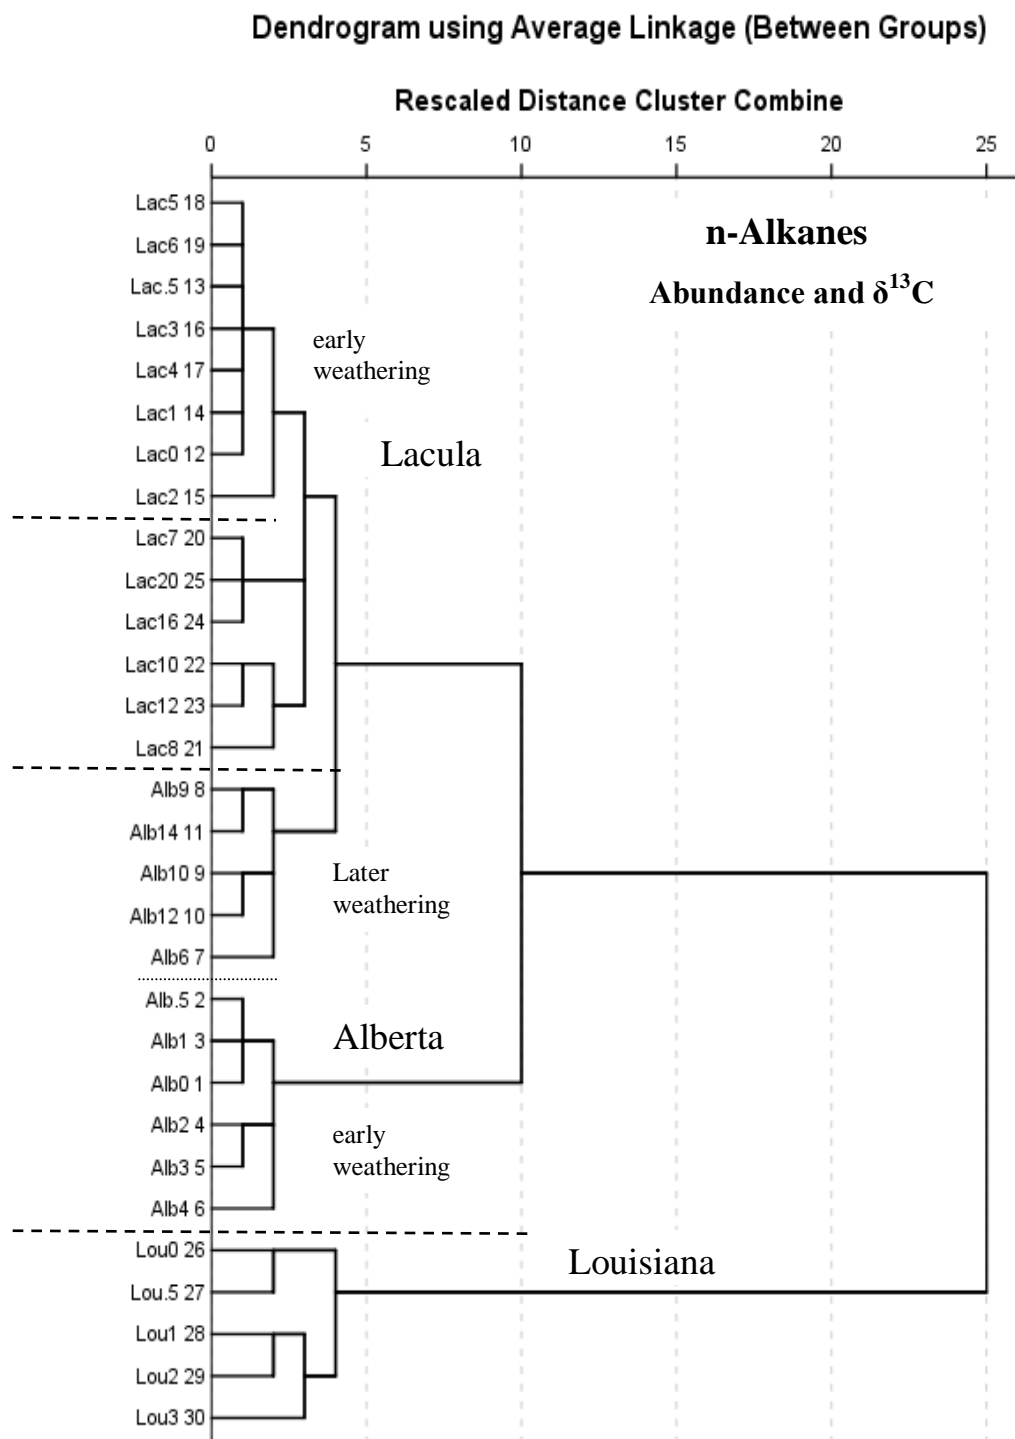 Dendrogram using Average Linkage (Between Groups)
Rescaled Distance Cluster Combine
0 5 10 15 20 25
Lac5 18
n-Alkanes
Lac6 19
Lac.5 13
Abundance and δ¹³C
Lac3 16
early
weathering
Lac4 17
Lac1 14
Lac0 12
Lacula
Lac2 15
Lac7 20
Lac20 25
Lac16 24
Lac10 22
Lac12 23
Lac8 21
Alb9 8
Alb14 11
Alb10 9
Later
weathering
Alb12 10
Alb6 7
Alb.5 2
Alb1 3
Alberta
Alb0 1
Alb2 4
early
weathering
Alb3 5
Alb4 6
Lou0 26
Louisiana
Lou.5 27
Lou1 28
Lou2 29
Lou3 30